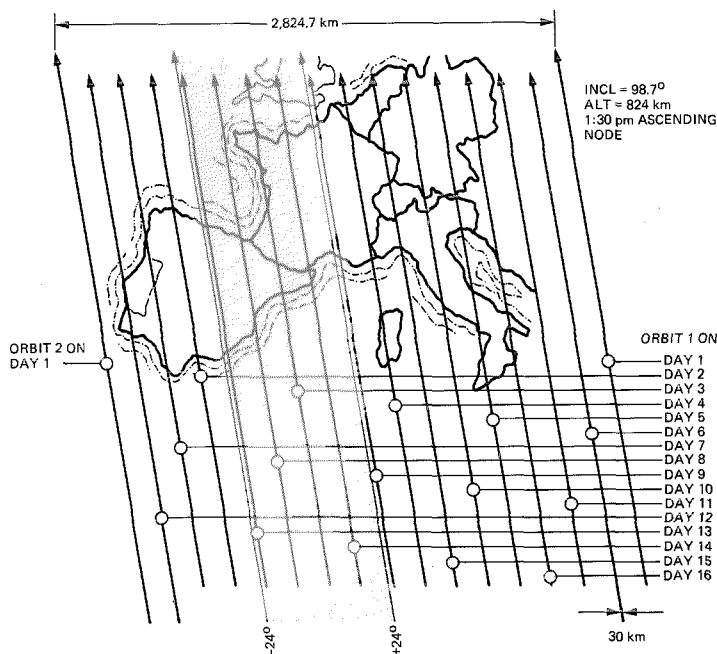 2,824.7 km
INCL = 98.7°
ALT = 824 km
1:30 pm ASCENDING
NODE
ORBIT 2 ON
DAY 1
ORBIT 1 ON
DAY 1
DAY 2
DAY 3
DAY 4
DAY 5
DAY 6
DAY 7
DAY 8
DAY 9
DAY 10
DAY 11
DAY 12
DAY 13
DAY 14
DAY 15
DAY 16
-24°
+24°
30 km